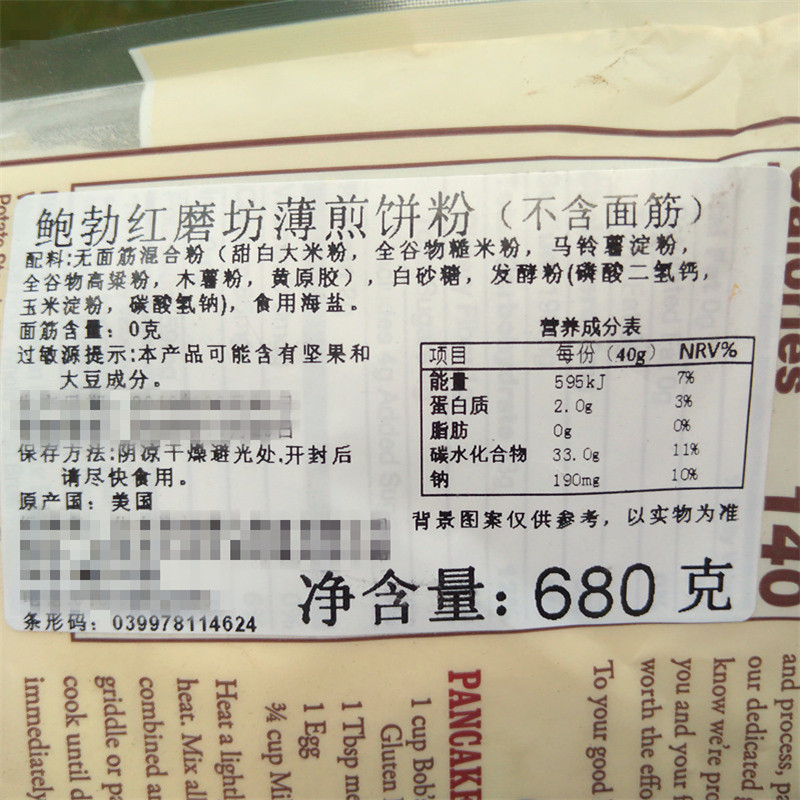 鲍勃红磨坊薄煎饼粉（不含面筋）
配料:无面筋混合粉（甜白大米粉，全谷物糙米粉，马铃薯淀粉，
全谷物高粱粉，木薯粉，黄原胶），白砂糖，发酵粉(磷酸二氢钙，
玉米淀粉，碳酸氢钠)，食用海盐。
面筋含量：0克
过敏源提示:本产品可能含有坚果和
大豆成分。
保存方法:阴凉干燥避光处,开封后
请尽快食用。
原产国：美国
条形码：039978114624
营养成分表
项目 每份（40g） NRV%
能量 595kJ 7%
蛋白质 2.0g 3%
脂肪 0g 0%
碳水化合物 33.0g 11%
钠 190mg 10%
背景图案仅供参考，以实物为准
净含量：680克
Calories
140
and process, pa
our dedicated
know we're pro
you and your f
worth the effo
To your good
PANCAKE
1 cup Bob'
Gluten
1 Tbsp me
1 Egg
¾ cup Mi
Heat a lightl
heat. Mix all
combined a
griddle or pa
cook until d
immediately